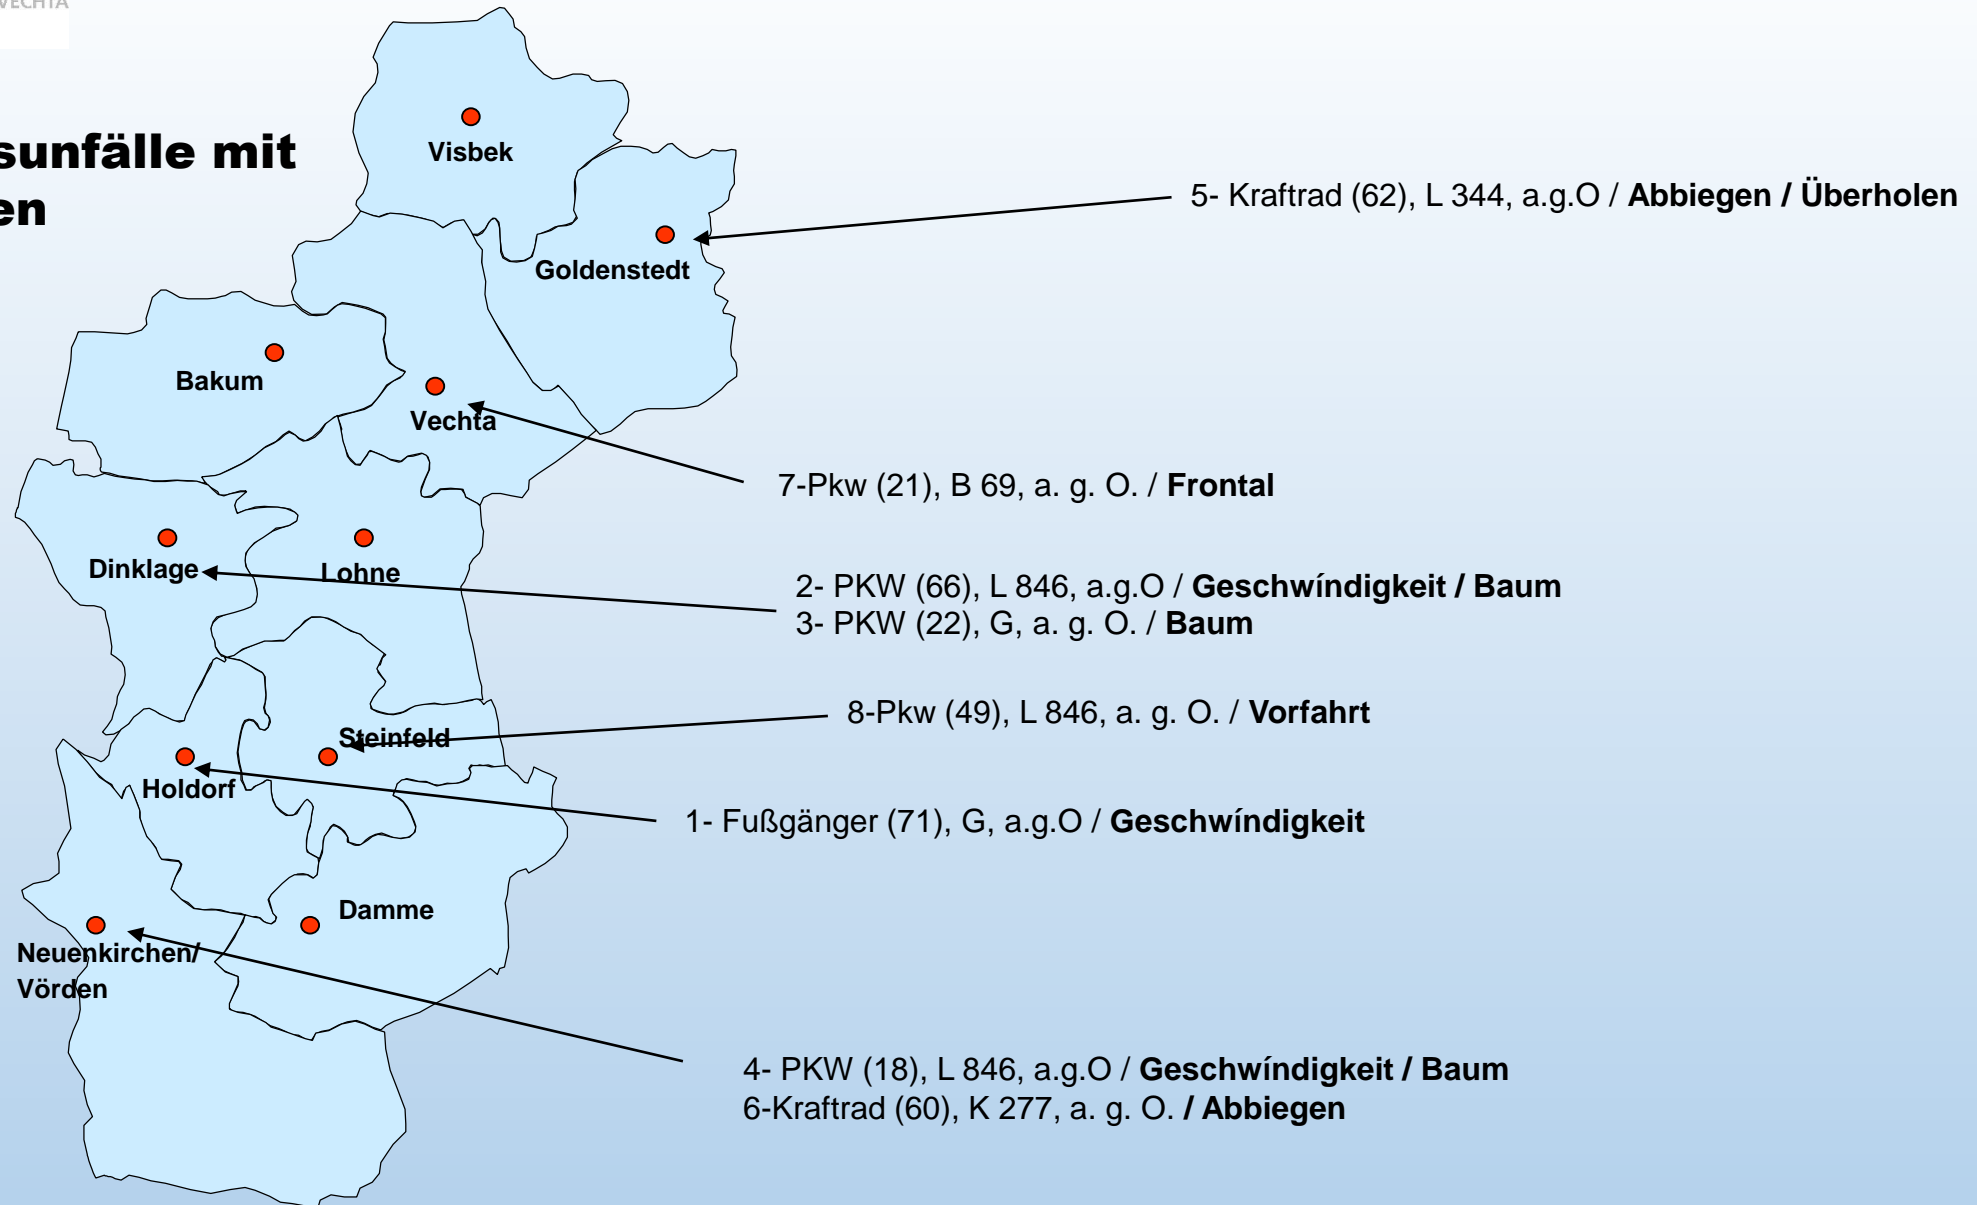 VECHTA
sunfälle mit
en
Visbek
5- Kraftrad (62), L 344, a.g.O / Abbiegen / Überholen
Goldenstedt
Bakum
Vechta
7-Pkw (21), B 69, a. g. O. / Frontal
Dinklage
Lohne
2- PKW (66), L 846, a.g.O / Geschwíndigkeit / Baum
3- PKW (22), G, a. g. O. / Baum
8-Pkw (49), L 846, a. g. O. / Vorfahrt
Steinfeld
Holdorf
1- Fußgänger (71), G, a.g.O / Geschwíndigkeit
Damme
Neuenkirchen/
Vörden
4- PKW (18), L 846, a.g.O / Geschwíndigkeit / Baum
6-Kraftrad (60), K 277, a. g. O. / Abbiegen